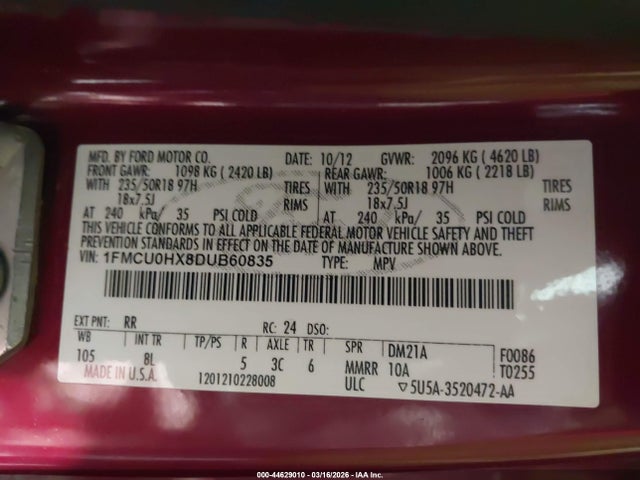 MFD. BY FORD MOTOR CO. DATE: 10/12 GVWR: 2096 KG ( 4620 LB)
FRONT GAWR: 1098 KG ( 2420 LB) REAR GAWR: 1006 KG ( 2218 LB)
WITH 235/50R18 97H TIRES WITH 235/50R18 97H TIRES
18x7.5J RIMS 18x7.5J RIMS
AT 240 kPa/ 35 PSI COLD AT 240 kPa/ 35 PSI COLD
THIS VEHICLE CONFORMS TO ALL APPLICABLE FEDERAL MOTOR VEHICLE SAFETY AND THEFT
PREVENTION STANDARDS IN EFFECT ON THE DATE OF MANUFACTURE SHOWN ABOVE.
VIN: 1FMCU0HX8DUB60835 TYPE: MPV
EXT PNT: RR RC: 24 DSO:
WB INT TR TP/PS R AXLE TR SPR DM21A F0086
105 8L 5 3C 6 MMRR 10A T0255
MADE IN U.S.A. 1201210228008 ULC ▽5U5A-3520472-AA
000-44629010 - 03/16/2026 - IAA Inc.